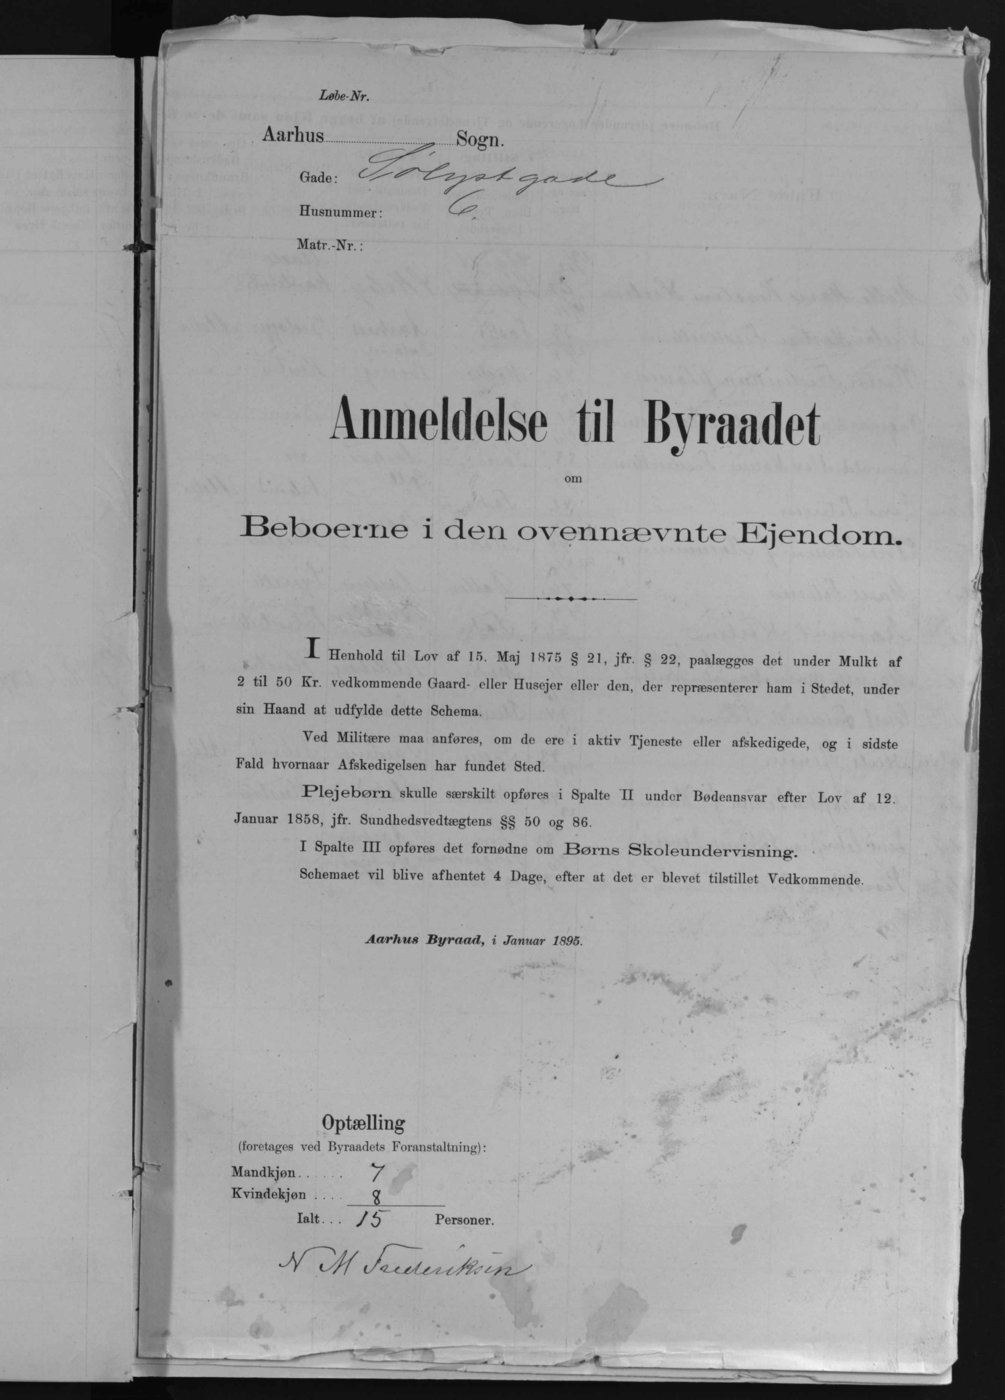 Løbe-Nr.
Aarhus Sogn.
Gade: Sølystgade
Husnummer: 6.
Matr.-Nr.:
Anmeldelse til Byraadet
om
Beboerne i den ovennævnte Ejendom.
I Henhold til Lov af 15. Maj 1875 § 21, jfr. § 22, paalægges det under Mulkt af
2 til 50 Kr. vedkommende Gaard- eller Husejer eller den, der repræsenterer ham i Stedet, under
sin Haand at udfylde dette Schema.
Ved Militære maa anføres, om de ere i aktiv Tjeneste eller afskedigede, og i sidste
Fald hvornaar Afskedigelsen har fundet Sted.
Plejebørn skulle særskilt opføres i Spalte II under Bødeansvar efter Lov af 12.
Januar 1858, jfr. Sundhedsvedtægtens §§ 50 og 86.
I Spalte III opføres det fornødne om Børns Skoleundervisning.
Schemaet vil blive afhentet 4 Dage, efter at det er blevet tilstillet Vedkommende.
Aarhus Byraad, i Januar 1895.
Optælling
(foretages ved Byraadets Foranstaltning):
Mandkjøn...... 7
Kvindekjøn .... 8
Ialt... 15 Personer.
N M Frederiksen